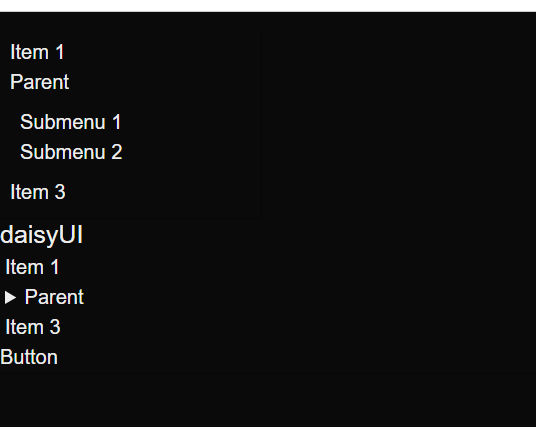 Item 1
Parent
Submenu 1
Submenu 2
Item 3
daisyUI
Item 1
Parent
Item 3
Button